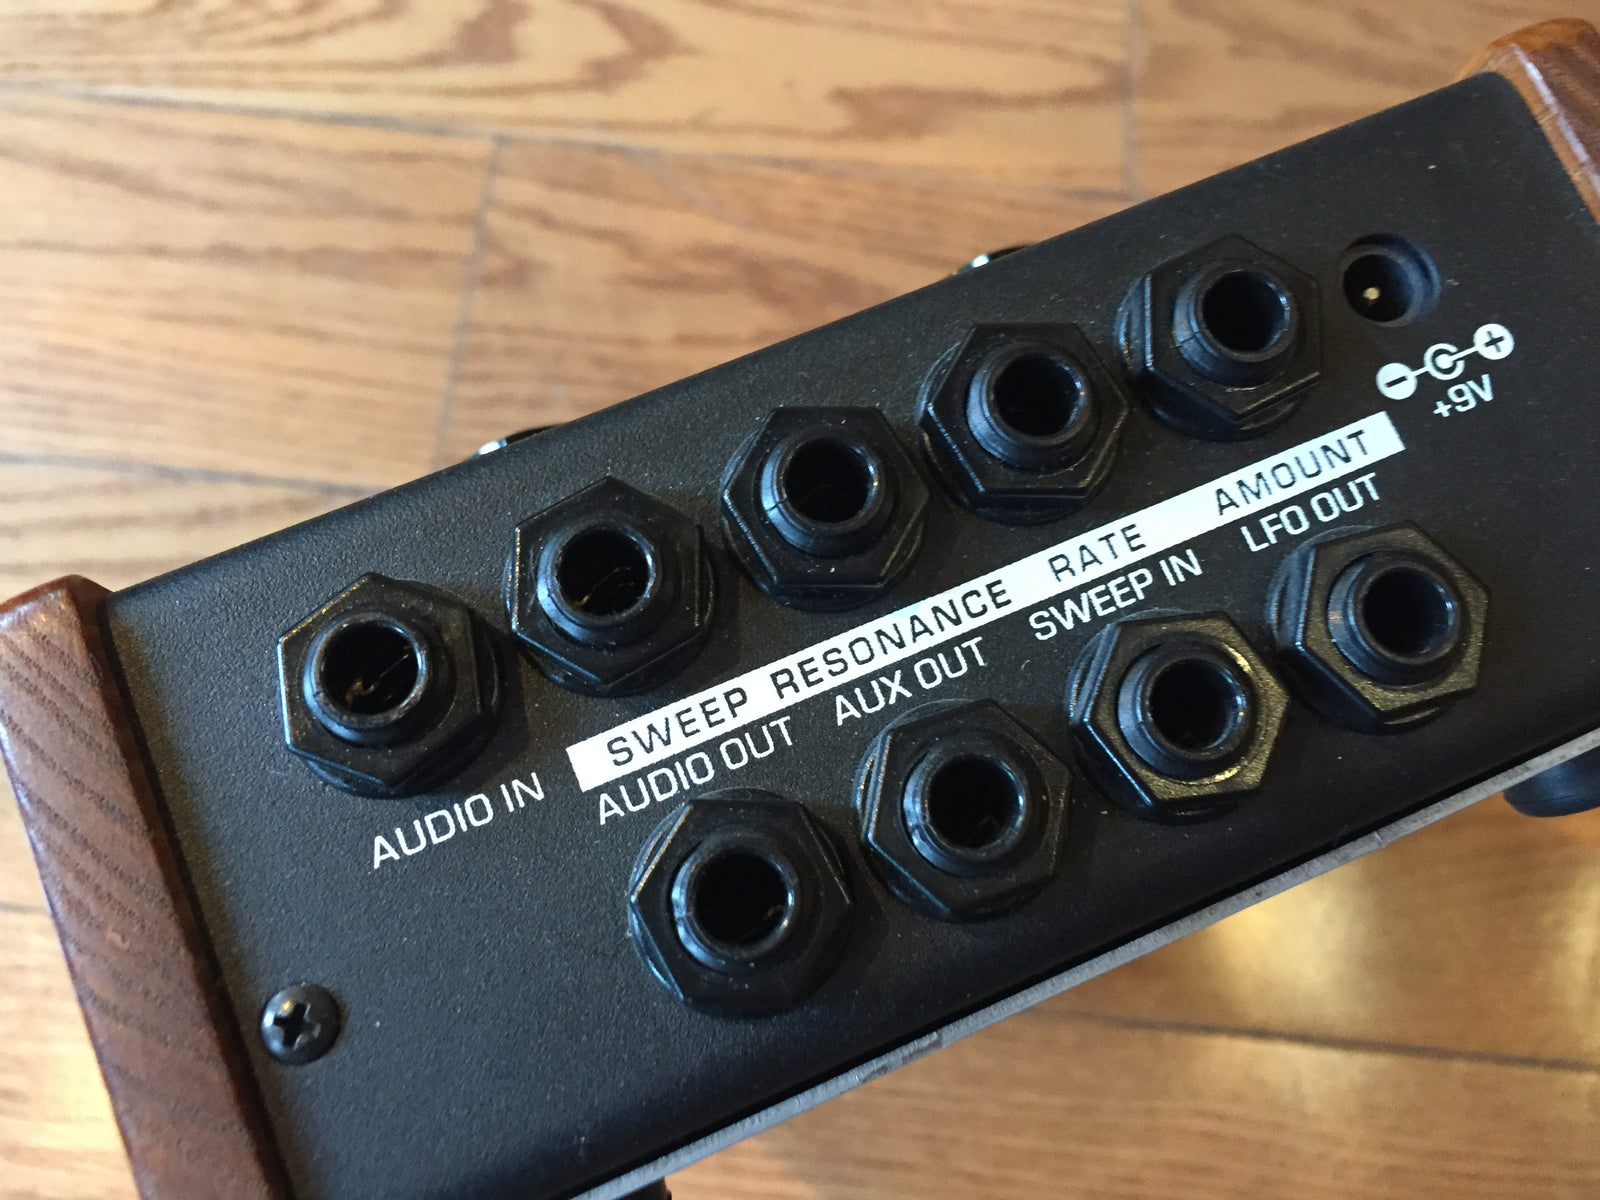 +9V
AUDIO IN
SWEEP RESONANCE RATE AMOUNT
AUDIO OUT AUX OUT SWEEP IN LFO OUT